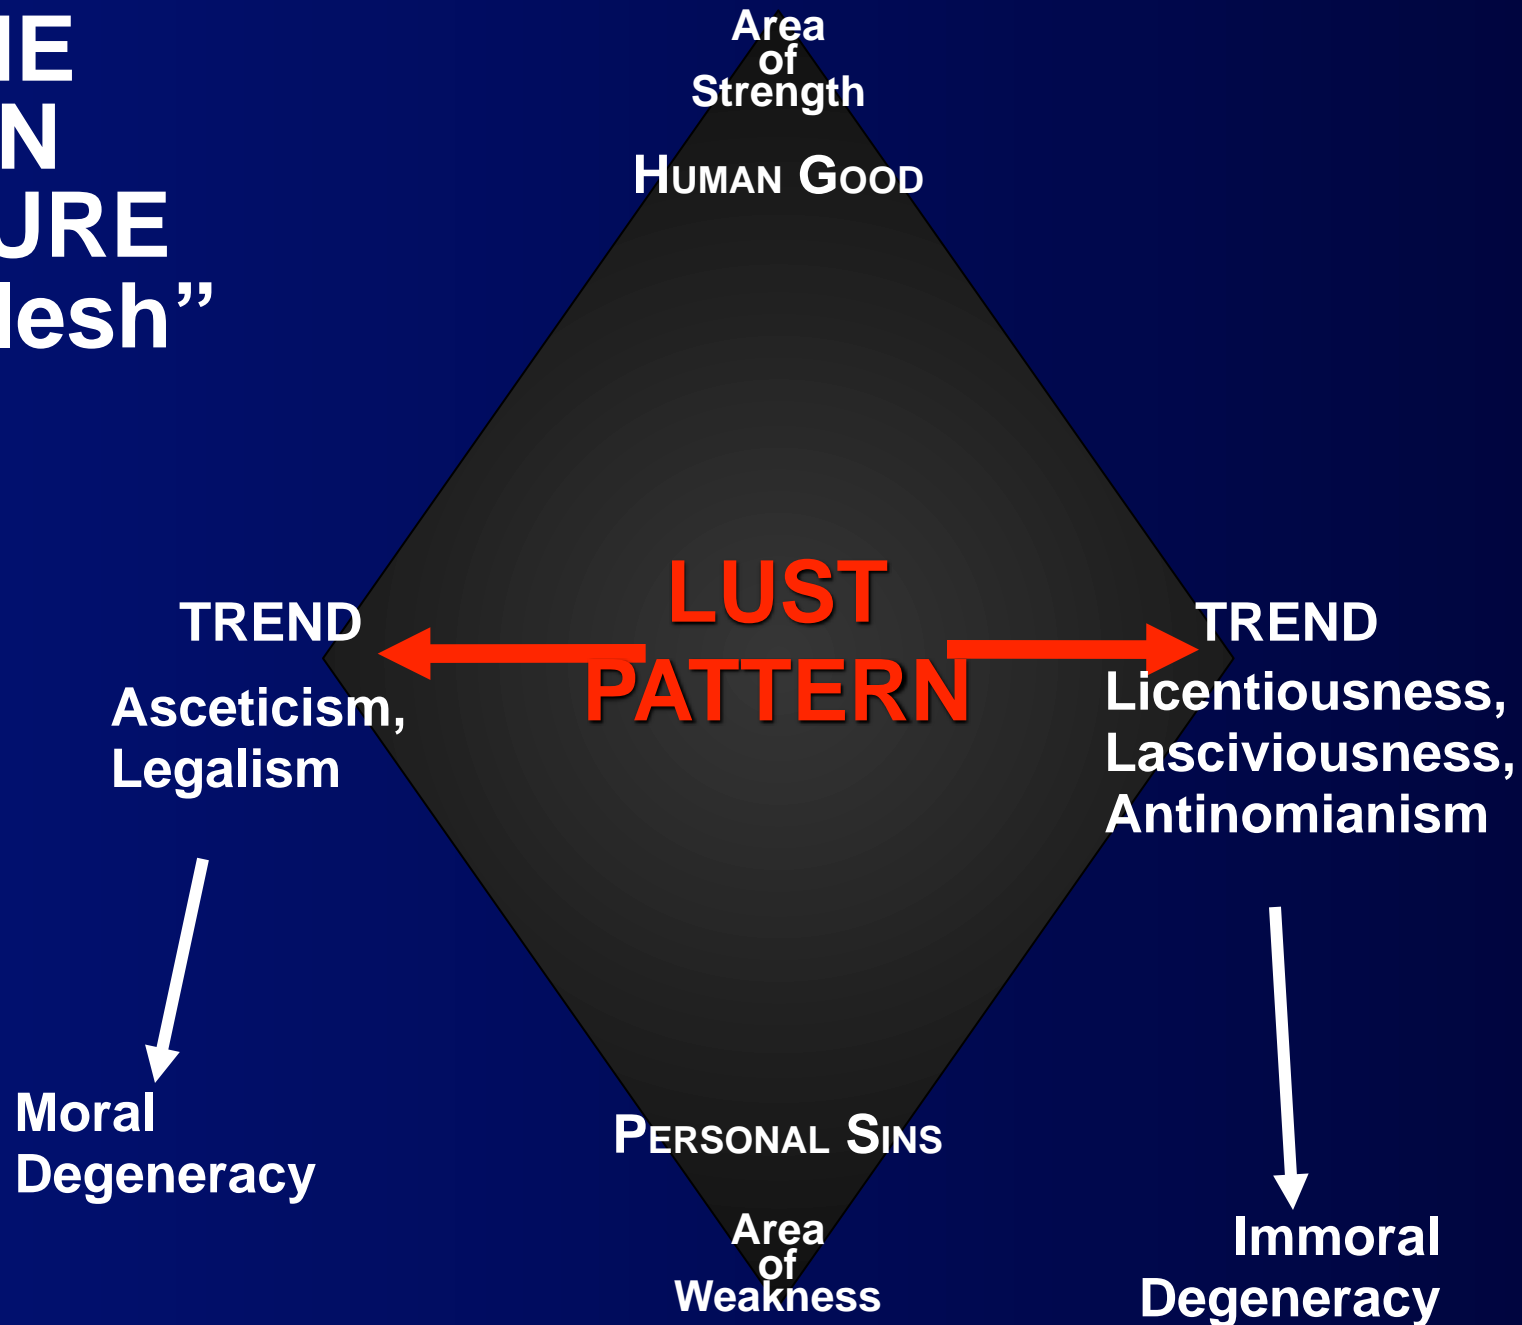 IE
N
URE
lesh”
Area
of
Strength
HUMAN GOOD
LUST
PATTERN
TREND
Asceticism,
Legalism
TREND
Licentiousness,
Lasciviousness,
Antinomianism
Moral
Degeneracy
PERSONAL SINS
Area
of
Weakness
Immoral
Degeneracy